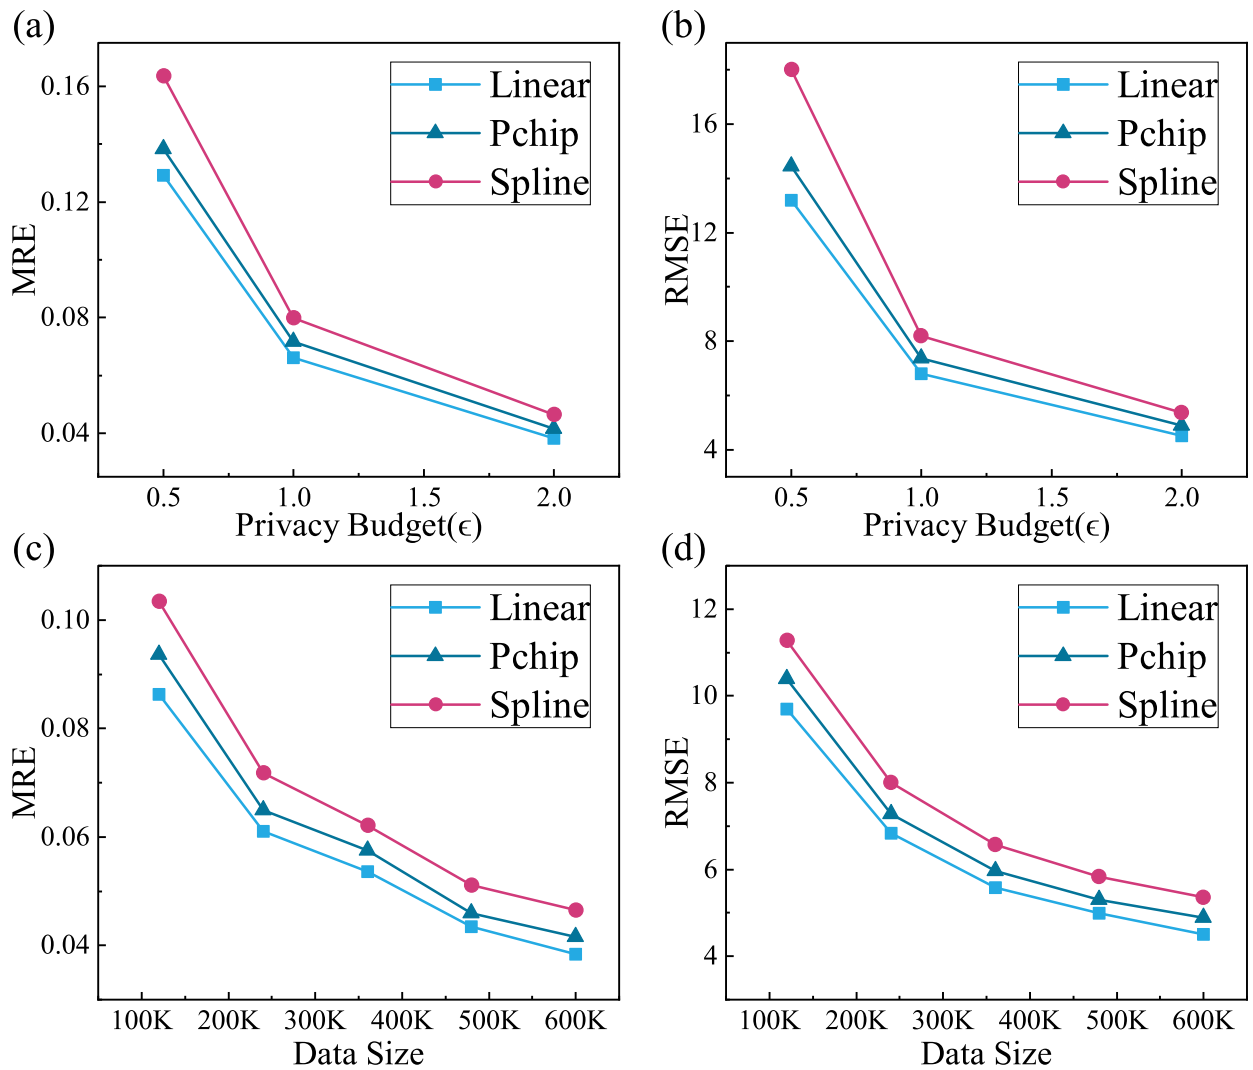 (a)
MRE
0.16
0.12
0.08
0.04
Linear
Pchip
Spline
0.5 1.0 1.5 2.0
Privacy Budget(ϵ)
(b)
RMSE
16
12
8
4
Linear
Pchip
Spline
0.5 1.0 1.5 2.0
Privacy Budget(ϵ)
(c)
MRE
0.10
0.08
0.06
0.04
Linear
Pchip
Spline
100K 200K 300K 400K 500K 600K
Data Size
(d)
RMSE
12
10
8
6
4
Linear
Pchip
Spline
100K 200K 300K 400K 500K 600K
Data Size